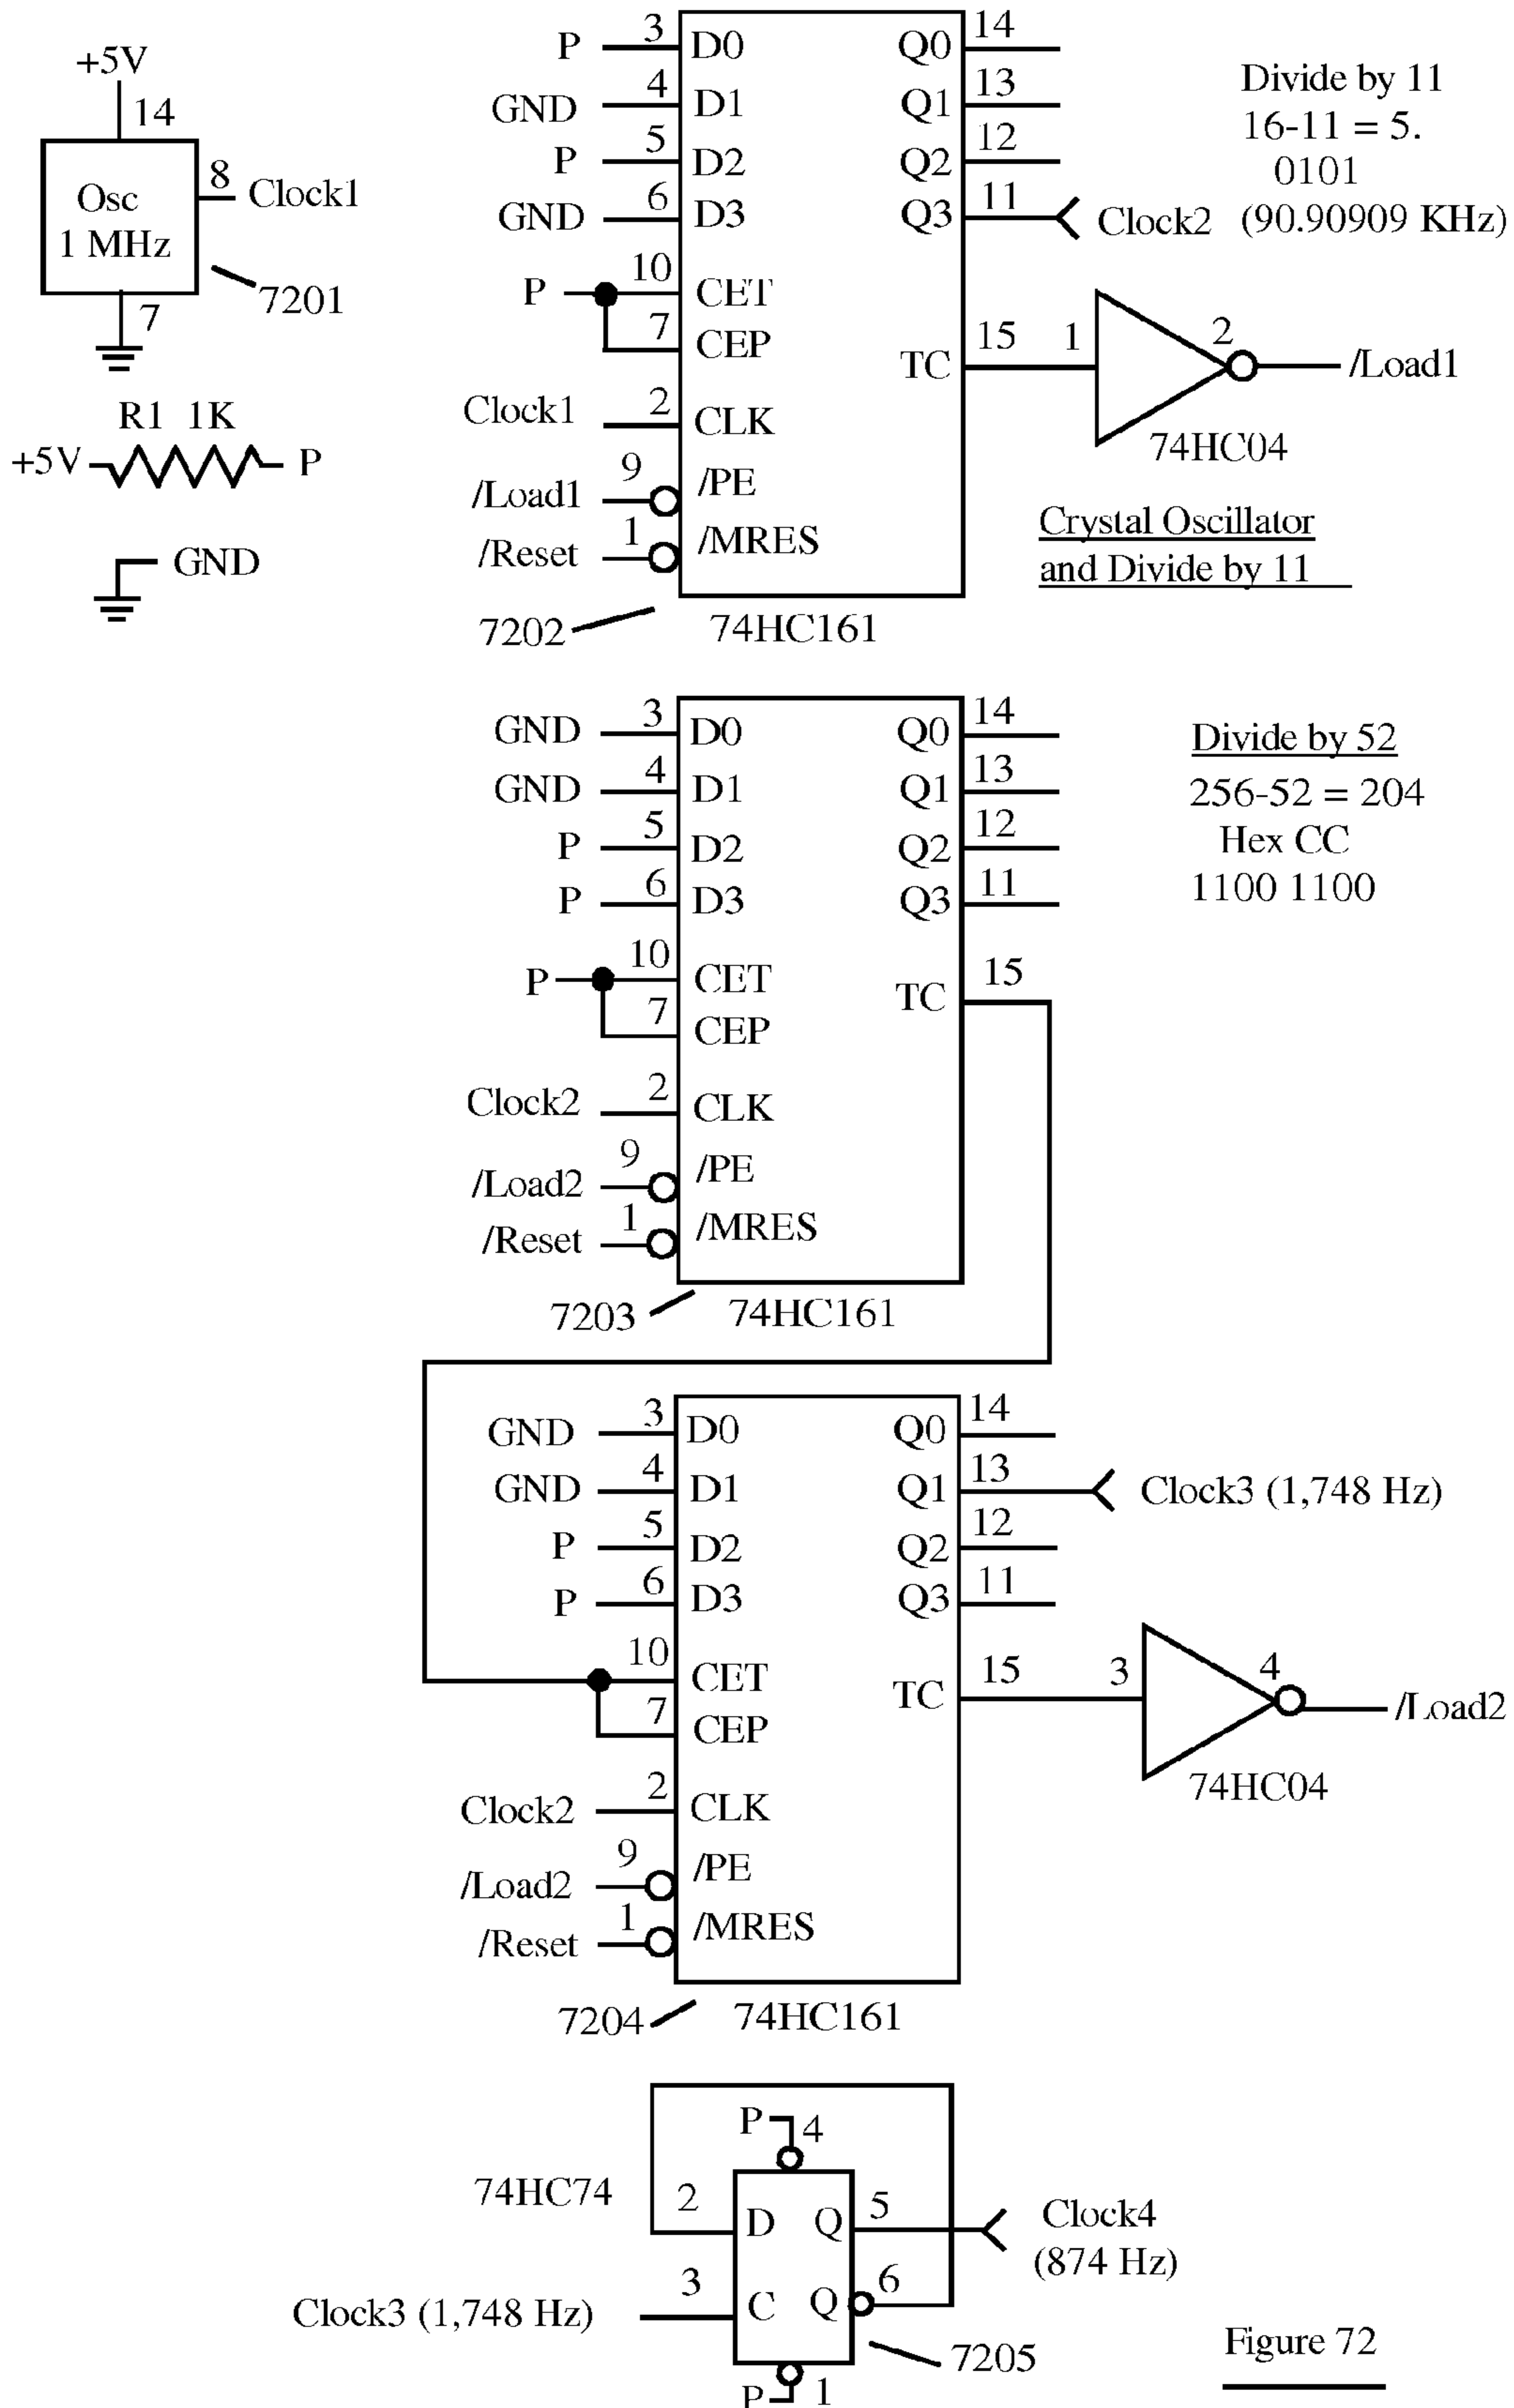 +5V
14
Osc
1 MHz
8
Clock1
7
7201
R1 1K
+5V
P
GND
P 3 D0
GND 4 D1
P 5 D2
GND 6 D3
P 10 CET
7 CEP
Clock1 2 CLK
/Load1 9 /PE
/Reset 1 /MRES
Q0 14
Q1 13
Q2 12
Q3 11 Clock2
TC 15 1 2 /Load1
74HC04
7202 74HC161
Divide by 11
16-11 = 5.
0101
(90.90909 KHz)
Crystal Oscillator
and Divide by 11
GND 3 D0
GND 4 D1
P 5 D2
P 6 D3
P 10 CET
7 CEP
Clock2 2 CLK
/Load2 9 /PE
/Reset 1 /MRES
Q0 14
Q1 13
Q2 12
Q3 11
TC 15
7203 74HC161
Divide by 52
256-52 = 204
Hex CC
1100 1100
GND 3 D0
GND 4 D1
P 5 D2
P 6 D3
10 CET
7 CEP
Clock2 2 CLK
/Load2 9 /PE
/Reset 1 /MRES
Q0 14
Q1 13 Clock3 (1,748 Hz)
Q2 12
Q3 11
TC 15 3 4 /Load2
74HC04
7204 74HC161
P 4
74HC74
2 D Q 5
Clock4
(874 Hz)
Clock3 (1,748 Hz) 3 C Q 6
7205
P 1
Figure 72